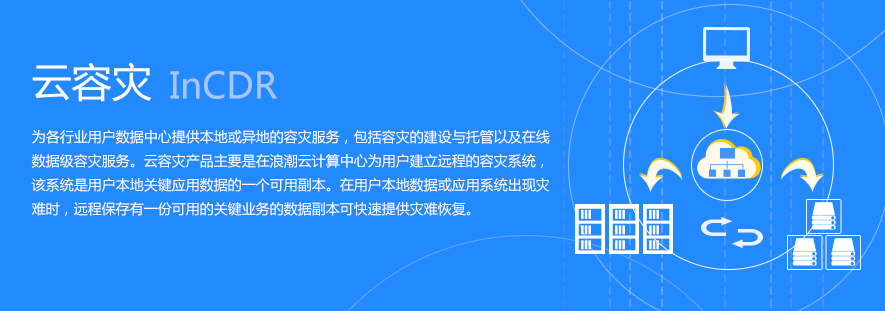 云容灾 InCDR
为各行业用户数据中心提供本地或异地的容灾服务，包括容灾的建设与托管以及在线
数据级容灾服务。云容灾产品主要是在浪潮云计算中心为用户建立远程的容灾系统，
该系统是用户本地关键应用数据的一个可用副本。在用户本地数据或应用系统出现灾
难时，远程保存有一份可用的关键业务的数据副本可快速提供灾难恢复。